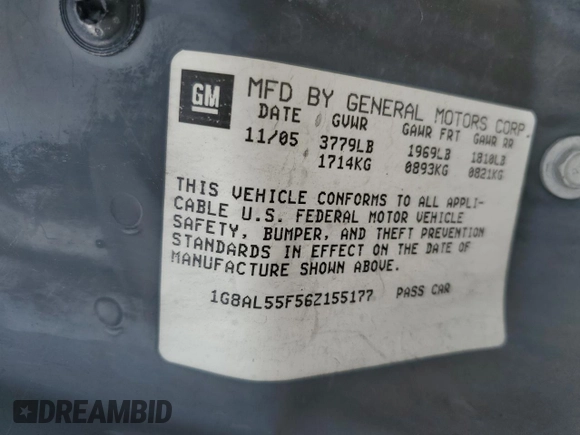 GM
MFD BY GENERAL MOTORS CORP.
DATE GVWR GAWR FRT GAWR RR
11/05 3779LB 1969LB 1810LB
1714KG 0893KG 0821KG
THIS VEHICLE CONFORMS TO ALL APPLI-
CABLE U.S. FEDERAL MOTOR VEHICLE
SAFETY, BUMPER, AND THEFT PREVENTION
STANDARDS IN EFFECT ON THE DATE OF
MANUFACTURE SHOWN ABOVE.
1G8AL55F56Z155177 PASS CAR
DREAMBID